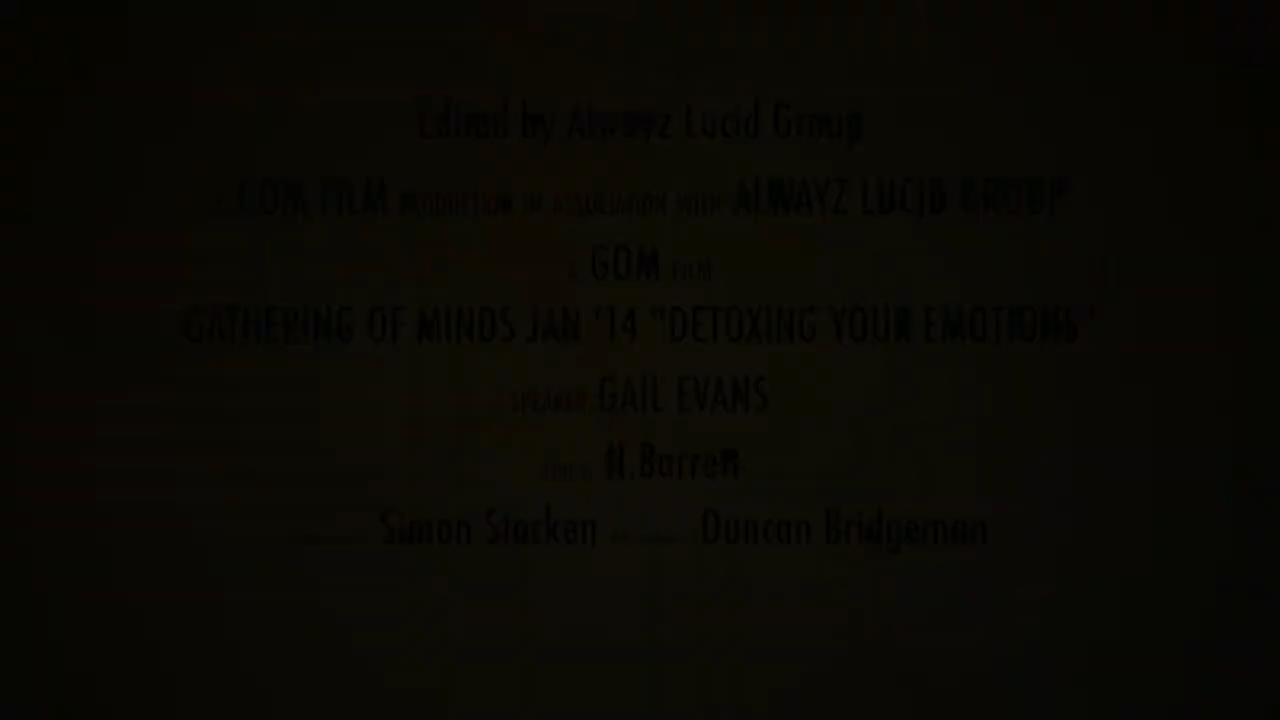 Edited by Alwayz Lucid Group
GOM FILM PRODUCTION IN ASSOCIATION WITH ALWAYZ LUCID GROUP
A GOM FILM
GATHERING OF MINDS JAN '14 "DETOXING YOUR EMOTIONS"
SPEAKER GAIL EVANS
N.Barrett
Simon Stocken Duncan Bridgeman